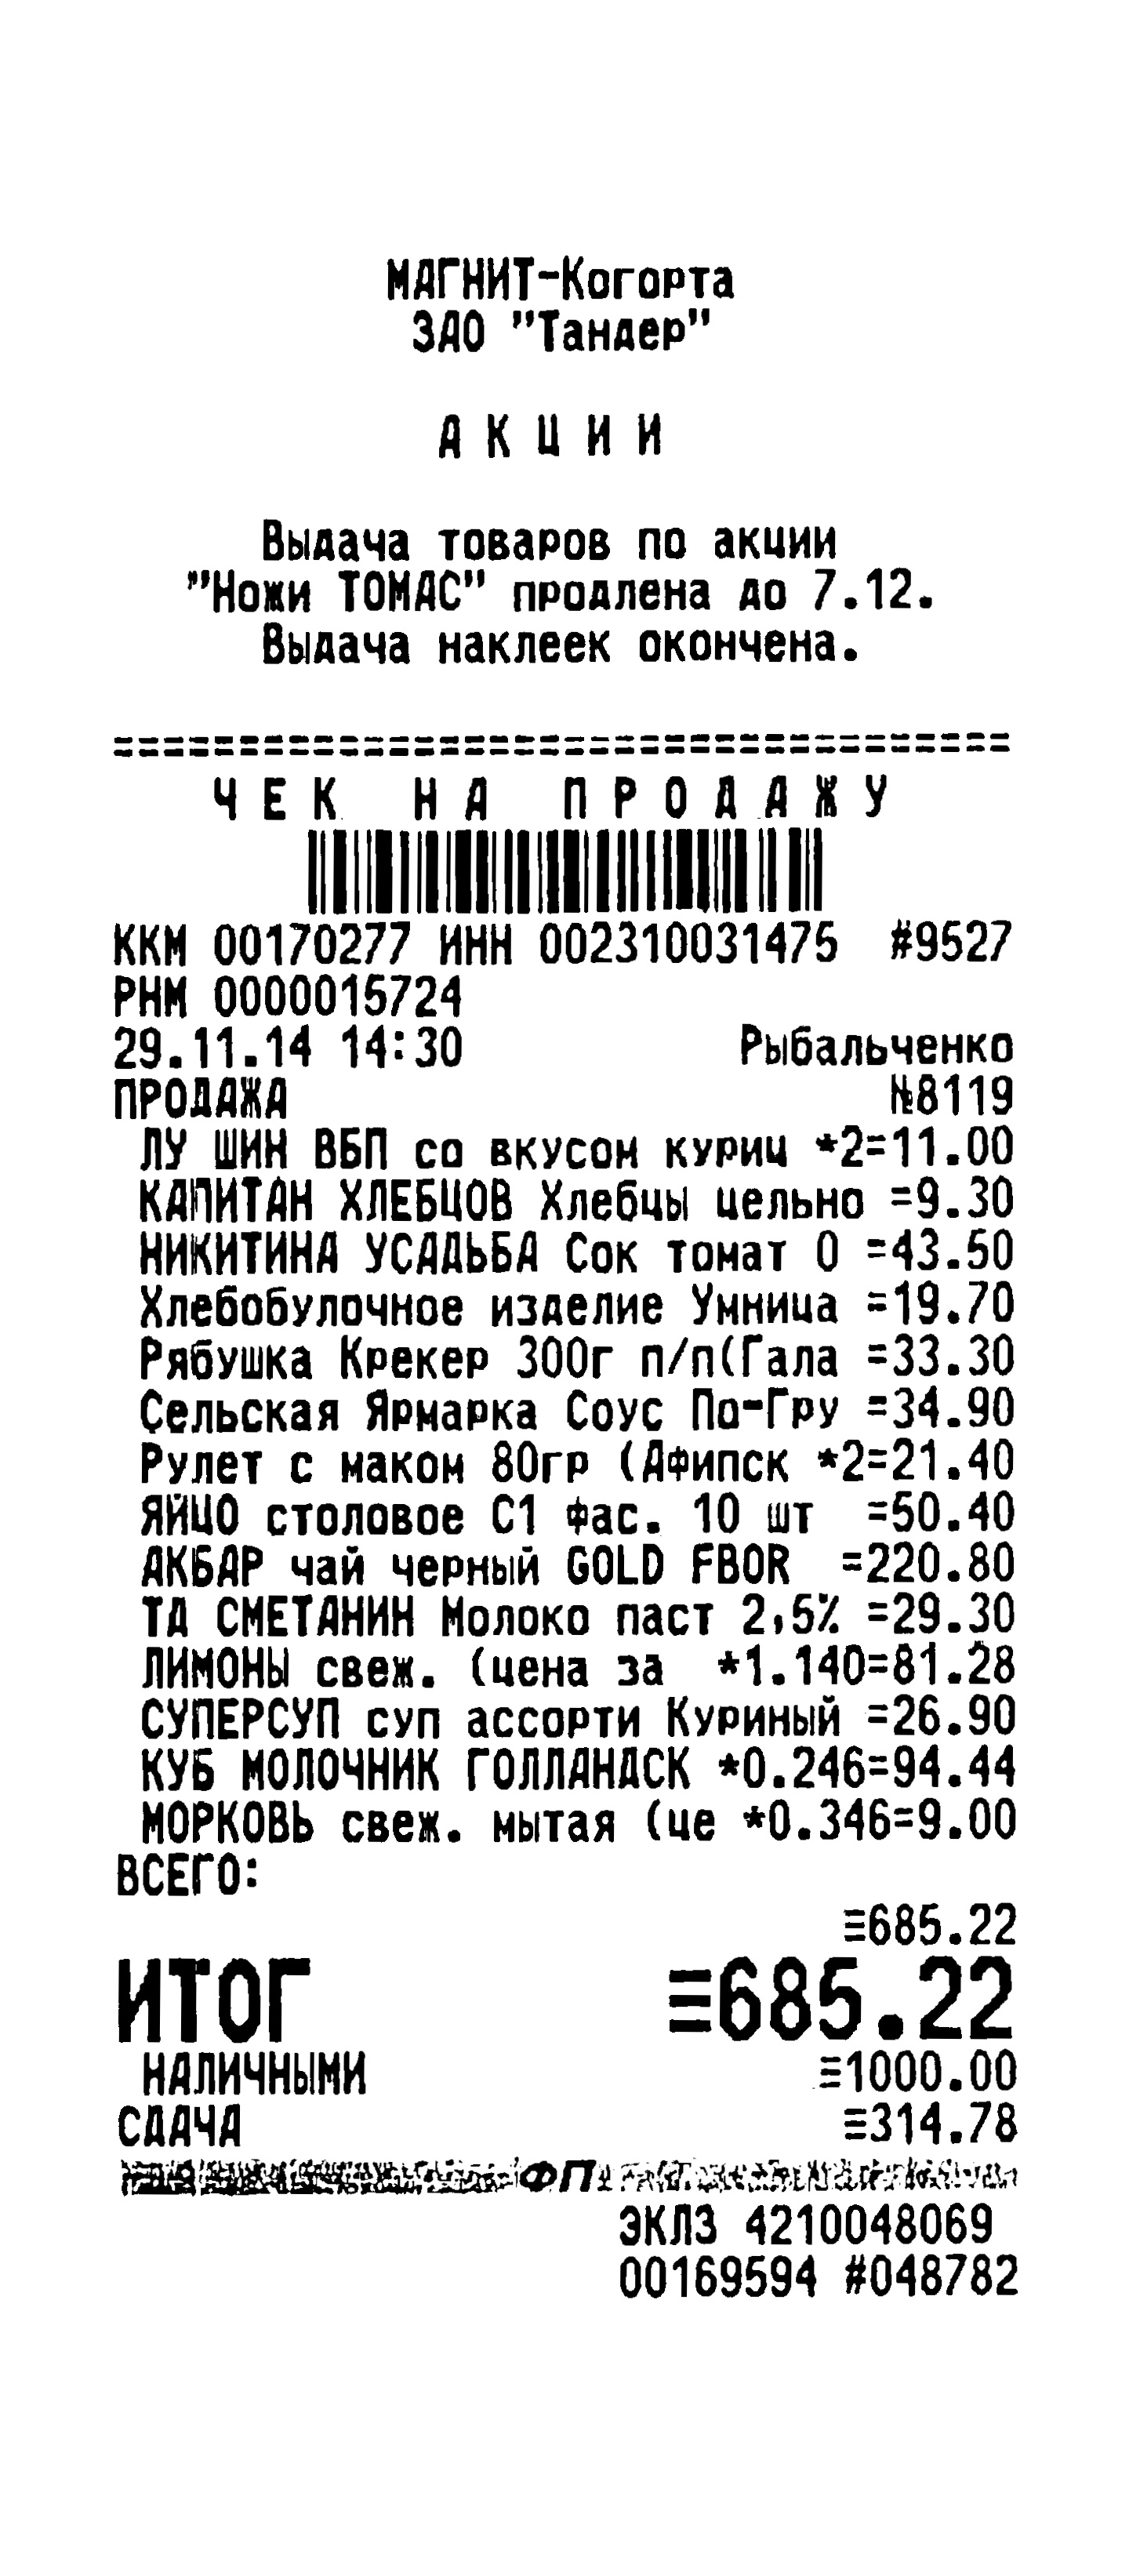 МАГНИТ-Когорта
ЗАО "Тандер"
А К Ц И И
Выдача товаров по акции
"Ножи ТОМАС" продлена до 7.12.
Выдача наклеек окончена.
====================================
Ч Е К Н А П Р О Д А Ж У
ККМ 00170277 ИНН 002310031475 #9527
РНМ 0000015724
29.11.14 14:30 Рыбальченко
ПРОДАЖА №8119
ЛУ ШИН ВБП со вкусом куриц *2=11.00
КАПИТАН ХЛЕБЦОВ Хлебцы цельно =9.30
НИКИТИНА УСАДЬБА Сок томат 0 =43.50
Хлебобулочное изделие Умница =19.70
Рябушка Крекер 300г п/п(Гала =33.30
Сельская Ярмарка Соус По-Гру =34.90
Рулет с маком 80гр (Афипск *2=21.40
ЯЙЦО столовое С1 фас. 10 шт =50.40
АКБАР чай черный GOLD FBOR =220.80
ТД СМЕТАНИН Молоко паст 2,5% =29.30
ЛИМОНЫ свеж. (цена за *1.140=81.28
СУПЕРСУП суп ассорти Куриный =26.90
КУБ МОЛОЧНИК ГОЛЛАНДСК *0.246=94.44
МОРКОВЬ свеж. мытая (це *0.346=9.00
ВСЕГО:
≡685.22
ИТОГ ≡685.22
НАЛИЧНЫМИ ≡1000.00
СДАЧА ≡314.78
ФП
ЭКЛЗ 4210048069
00169594 #048782